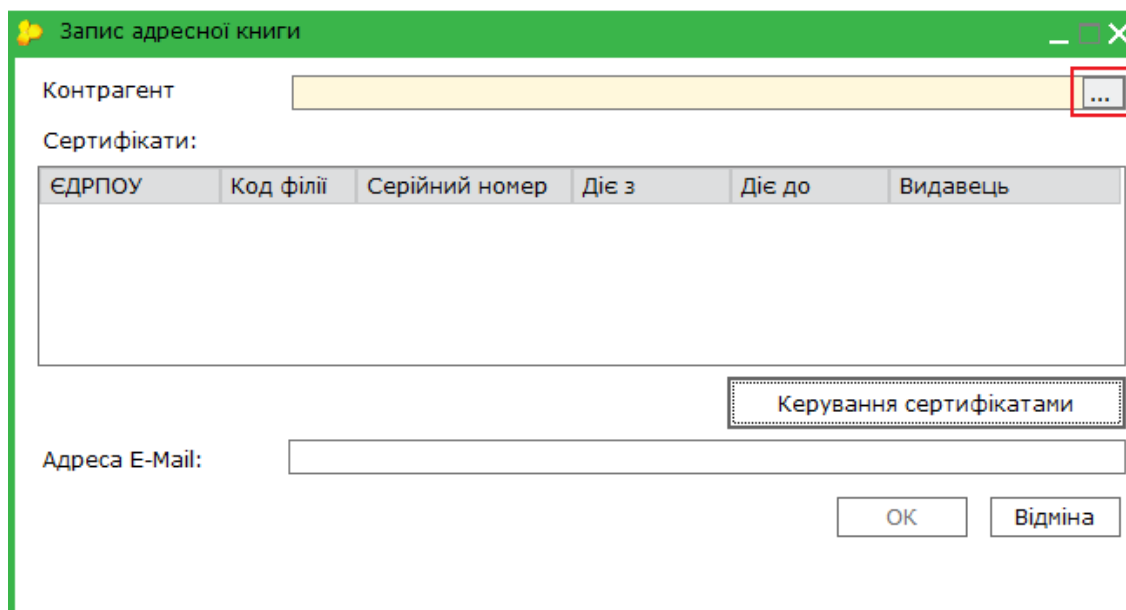 Запис адресної книги
Контрагент ...
Сертифікати:
ЄДРПОУ Код філії Серійний номер Діє з Діє до Видавець
Керування сертифікатами
Адреса E-Mail:
OK Відміна